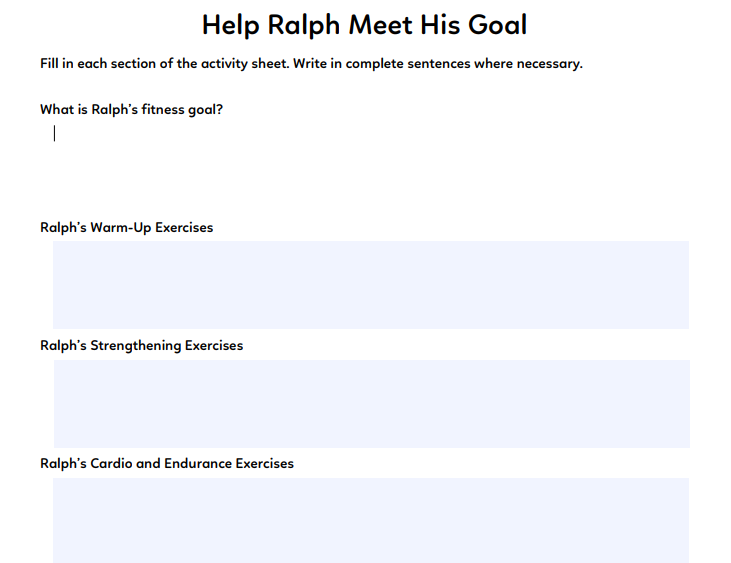 Help Ralph Meet His Goal
Fill in each section of the activity sheet. Write in complete sentences where necessary.
What is Ralph's fitness goal?
Ralph's Warm-Up Exercises
Ralph's Strengthening Exercises
Ralph's Cardio and Endurance Exercises